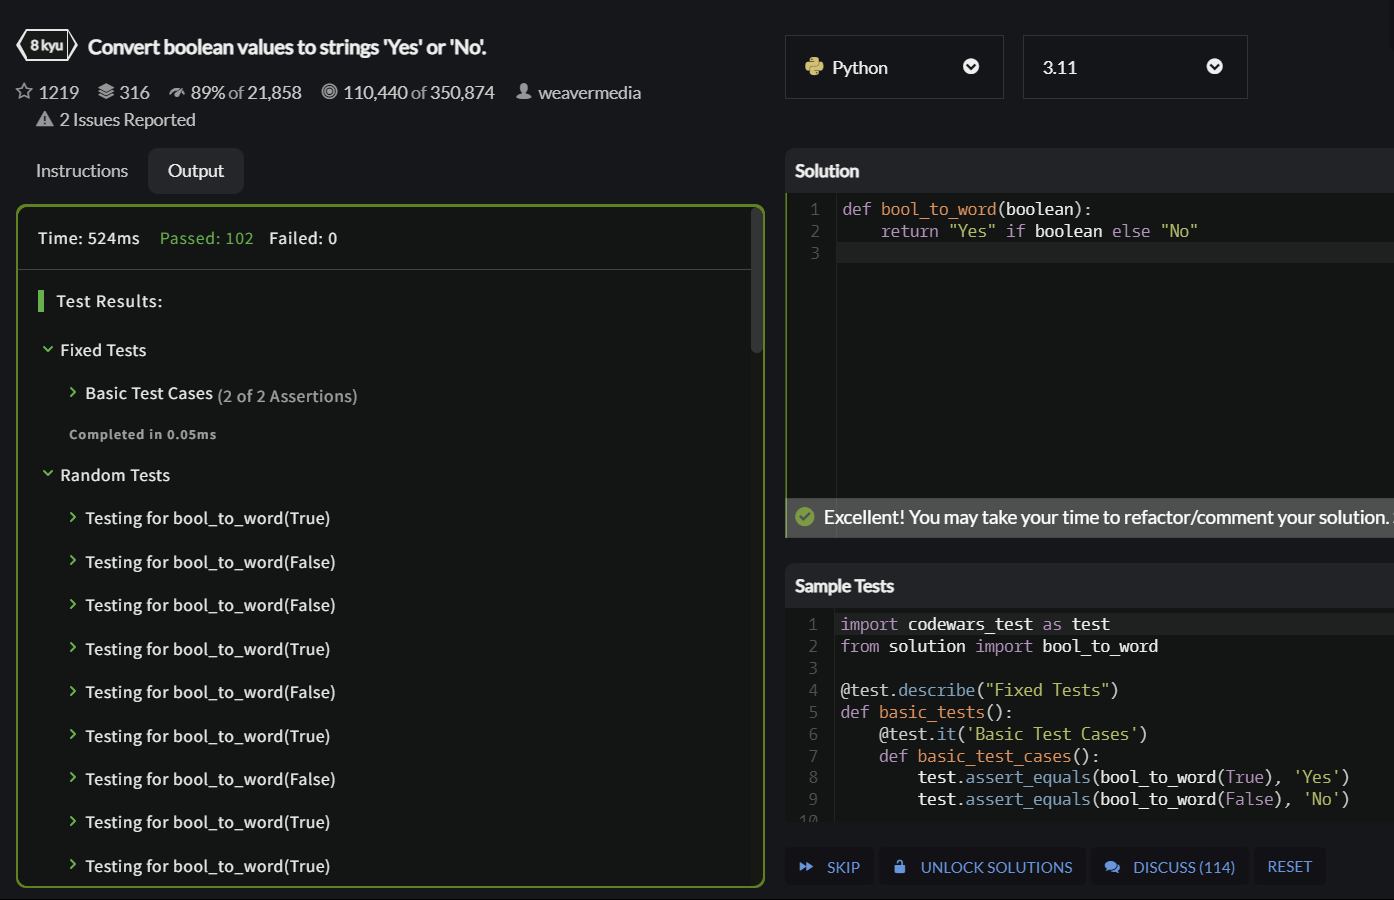 8 kyu Convert boolean values to strings 'Yes' or 'No'.
1219 316 89% of 21,858 110,440 of 350,874 weavermedia
2 Issues Reported
Instructions Output
Time: 524ms Passed: 102 Failed: 0
Test Results:
Fixed Tests
Basic Test Cases (2 of 2 Assertions)
Completed in 0.05ms
Random Tests
Testing for bool_to_word(True)
Testing for bool_to_word(False)
Testing for bool_to_word(False)
Testing for bool_to_word(True)
Testing for bool_to_word(False)
Testing for bool_to_word(True)
Testing for bool_to_word(False)
Testing for bool_to_word(True)
Testing for bool_to_word(True)
Python 3.11
Solution
1 def bool_to_word(boolean):
2     return "Yes" if boolean else "No"
3
Excellent! You may take your time to refactor/comment your solution.
Sample Tests
1 import codewars_test as test
2 from solution import bool_to_word
3
4 @test.describe("Fixed Tests")
5 def basic_tests():
6     @test.it('Basic Test Cases')
7     def basic_test_cases():
8         test.assert_equals(bool_to_word(True), 'Yes')
9         test.assert_equals(bool_to_word(False), 'No')
10
SKIP UNLOCK SOLUTIONS DISCUSS (114) RESET